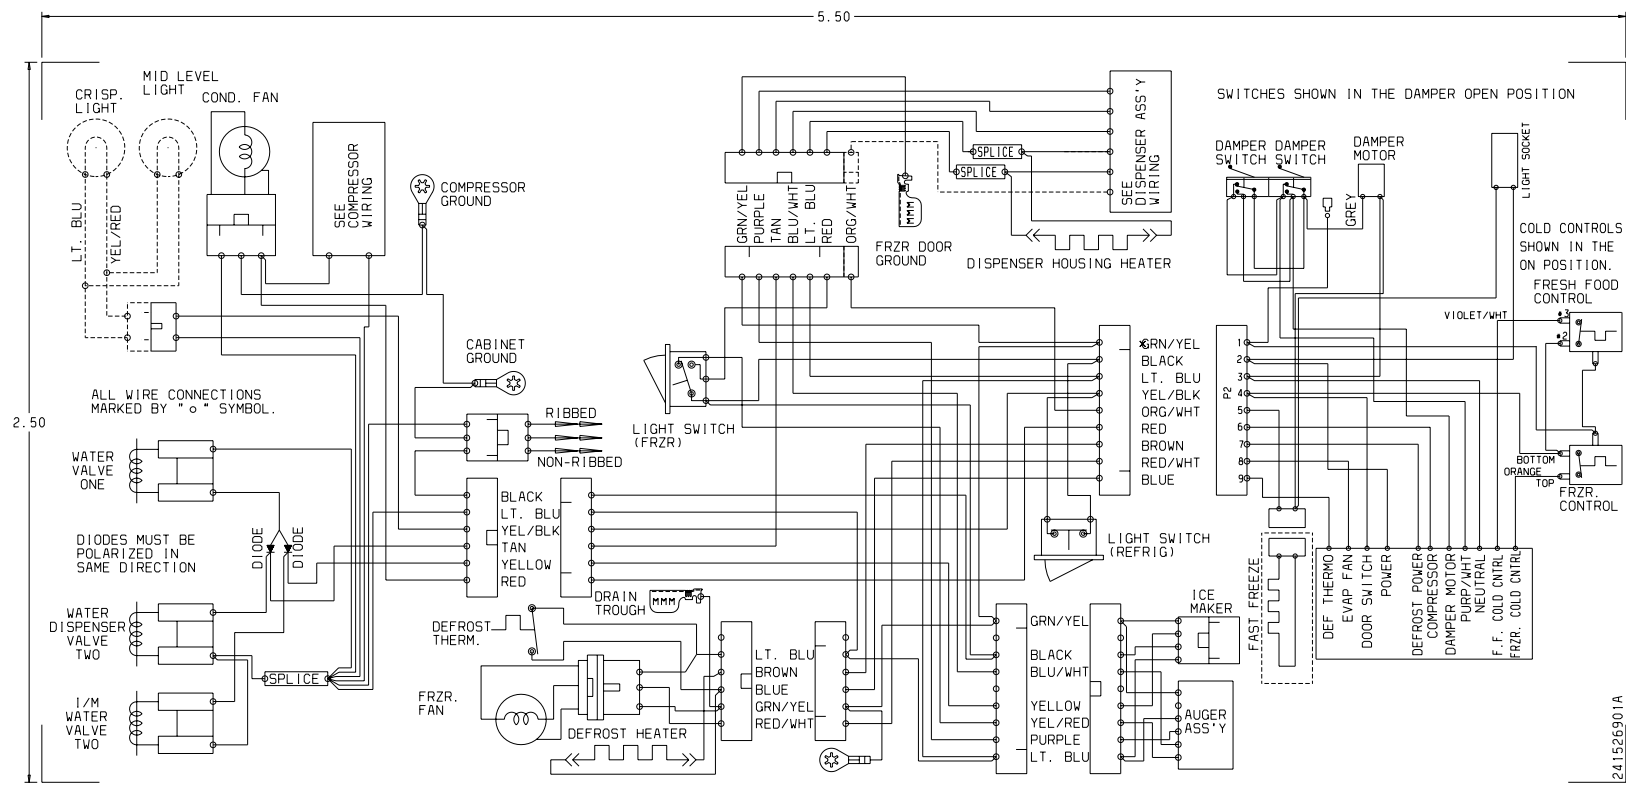 5.50
2.50
CRISP.
LIGHT
MID LEVEL
LIGHT
COND. FAN
LT. BLU
YEL/RED
SEE
COMPRESSOR
WIRING
COMPRESSOR
GROUND
CABINET
GROUND
ALL WIRE CONNECTIONS
MARKED BY " o " SYMBOL.
RIBBED
NON-RIBBED
WATER
VALVE
ONE
DIODE
DIODE
DIODES MUST BE
POLARIZED IN
SAME DIRECTION
WATER
DISPENSER
VALVE
TWO
I/M
WATER
VALVE
TWO
SPLICE
BLACK
LT. BLU
YEL/BLK
TAN
YELLOW
RED
DEFROST
THERM.
DRAIN
TROUGH
FRZR.
FAN
DEFROST HEATER
LT. BLU
BROWN
BLUE
GRN/YEL
RED/WHT
GRN/YEL
PURPLE
TAN
BLU/WHT
LT. BLU
RED
ORG/WHT
FRZR DOOR
GROUND
SPLICE
SPLICE
SEE
DISPENSER ASS'Y
WIRING
DISPENSER HOUSING HEATER
LIGHT SWITCH
(FRZR)
GRN/YEL
BLACK
LT. BLU
YEL/BLK
ORG/WHT
RED
BROWN
RED/WHT
BLUE
LIGHT SWITCH
(REFRIG)
GRN/YEL
BLACK
BLU/WHT
YELLOW
YEL/RED
PURPLE
LT. BLU
ICE
MAKER
AUGER
ASS'Y
SWITCHES SHOWN IN THE DAMPER OPEN POSITION
DAMPER
SWITCH
DAMPER
SWITCH
DAMPER
MOTOR
GREY
LIGHT SOCKET
COLD CONTROLS
SHOWN IN THE
ON POSITION.
FRESH FOOD
CONTROL
VIOLET/WHT
#3
#2
P2
1
2
3
4
5
6
7
8
9
BOTTOM
ORANGE
TOP
FRZR.
CONTROL
FAST FREEZE
DEF THERMO
EVAP FAN
DOOR SWITCH
POWER
DEFROST POWER
COMPRESSOR
DAMPER MOTOR
PURP/WHT
NEUTRAL
F.F. COLD CNTRL
FRZR. COLD CNTRL
241526901A